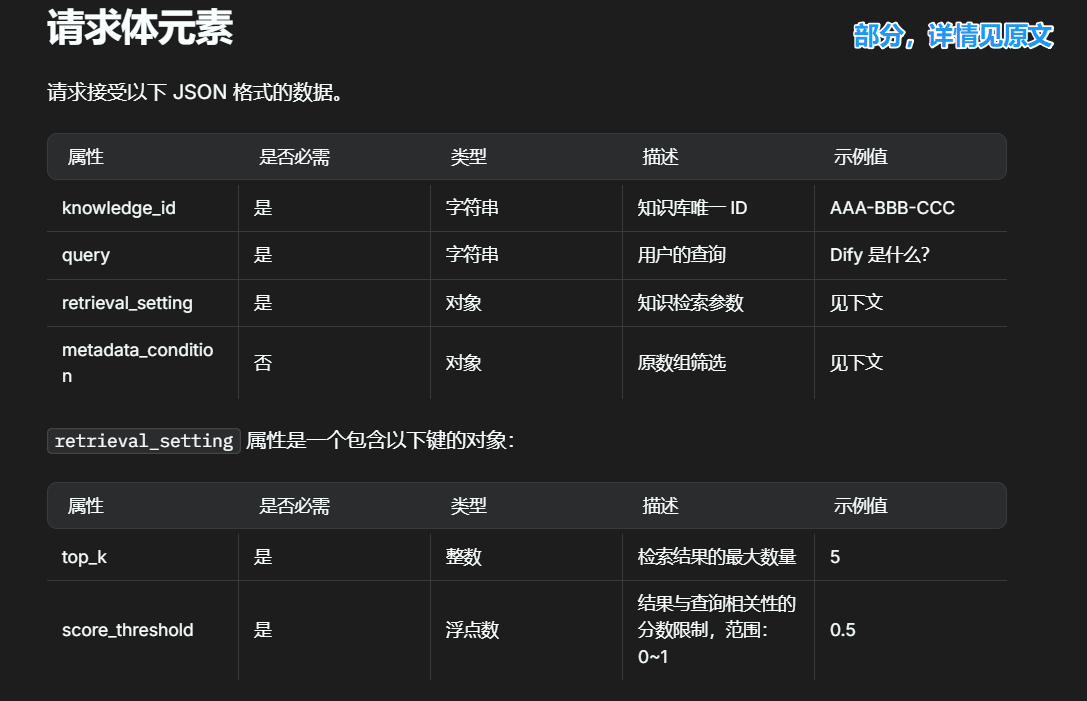 请求体元素
部分，详情见原文
请求接受以下 JSON 格式的数据。
属性 是否必需 类型 描述 示例值
knowledge_id 是 字符串 知识库唯一 ID AAA-BBB-CCC
query 是 字符串 用户的查询 Dify 是什么？
retrieval_setting 是 对象 知识检索参数 见下文
metadata_conditio
n 否 对象 原数组筛选 见下文
retrieval_setting 属性是一个包含以下键的对象：
属性 是否必需 类型 描述 示例值
top_k 是 整数 检索结果的最大数量 5
结果与查询相关性的
score_threshold 是 浮点数 分数限制，范围： 0.5
0~1